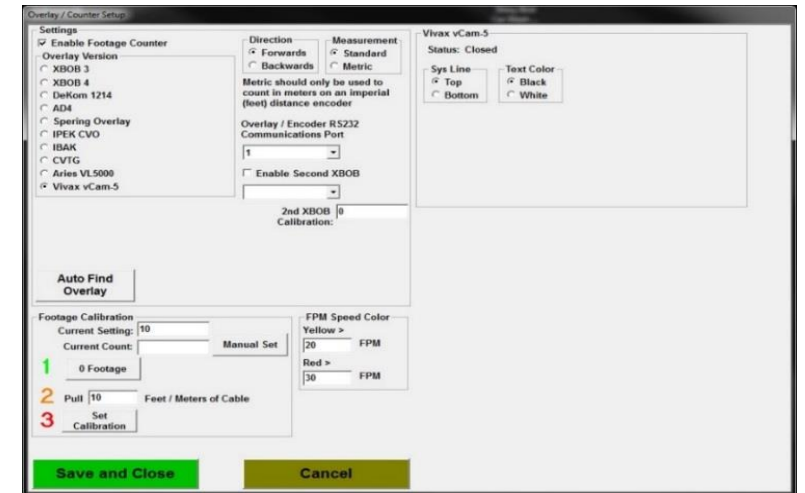 Overlay / Counter Setup
Settings
Enable Footage Counter
Overlay Version
XBOB 3
XBOB 4
DeKom 1214
AD4
Spering Overlay
IPEK CVO
IBAK
CVTG
Aries VL5000
Vivax vCam-5
Auto Find
Overlay
Direction
Forwards
Backwards
Measurement
Standard
Metric
Metric should only be used to
count in meters on an imperial
(feet) distance encoder
Overlay / Encoder RS232
Communications Port
1
Enable Second XBOB
2nd XBOB 0
Calibration:
Vivax vCam-5
Status: Closed
Sys Line
Top
Bottom
Text Color
Black
White
Footage Calibration
Current Setting: 10
Current Count:
Manual Set
1 0 Footage
2 Pull 10 Feet / Meters of Cable
3 Set
Calibration
FPM Speed Color
Yellow >
20 FPM
Red >
30 FPM
Save and Close
Cancel